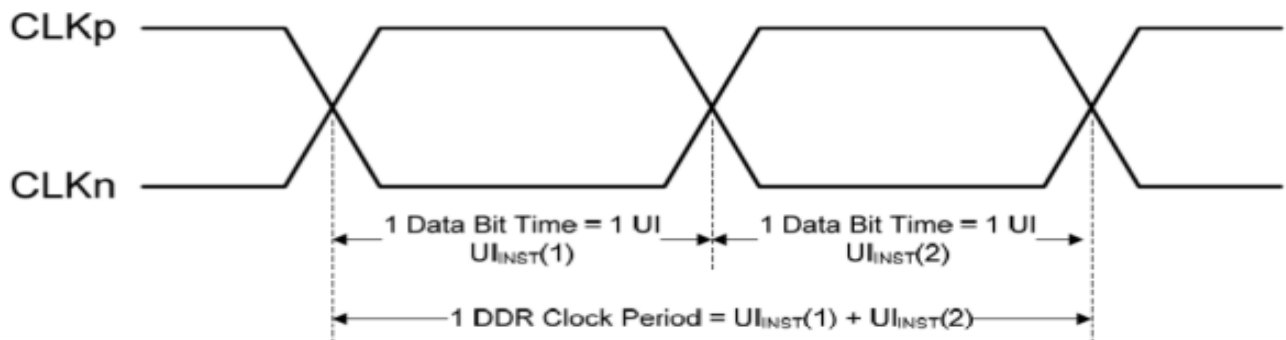 CLKp
CLKn
1 Data Bit Time = 1 UI
UIINST(1)
1 Data Bit Time = 1 UI
UIINST(2)
1 DDR Clock Period = UIINST(1) + UIINST(2)